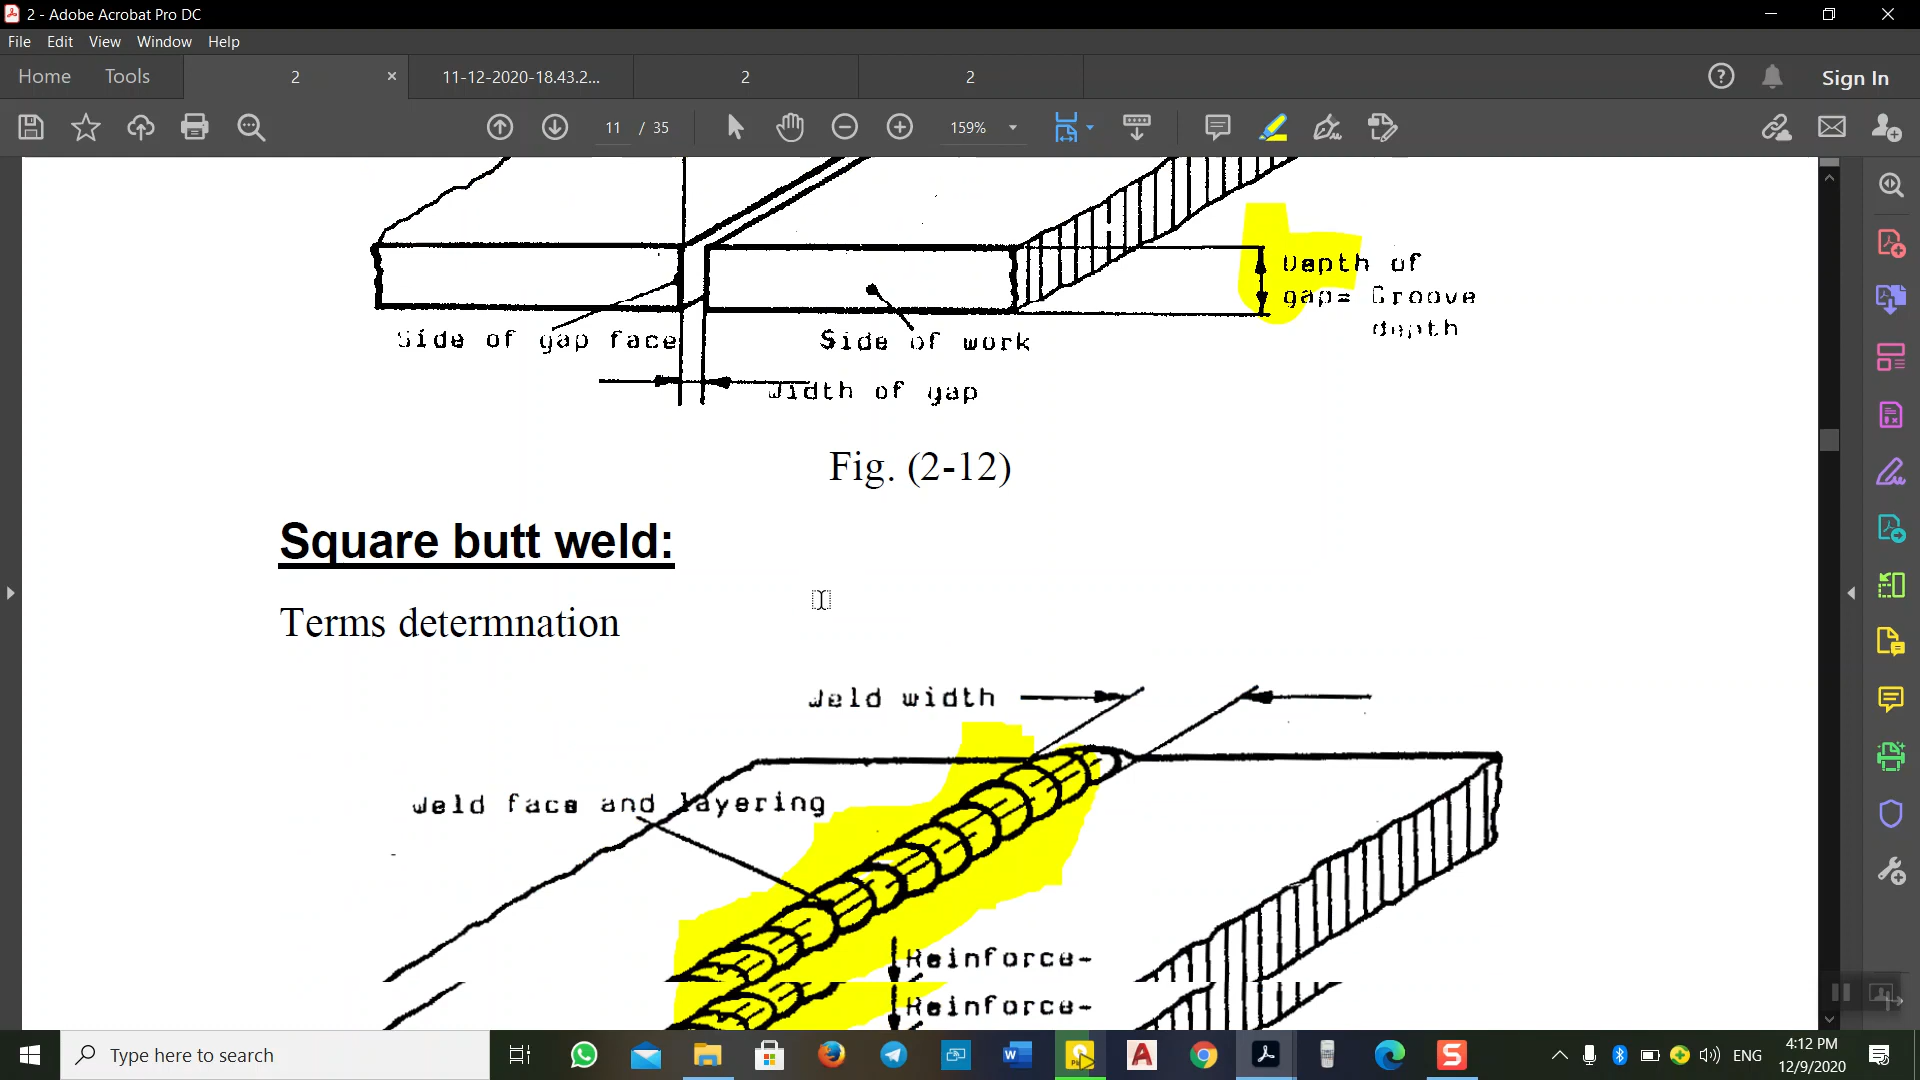 2 - Adobe Acrobat Pro DC
File Edit View Window Help
Home Tools 2 11-12-2020-18.43.2... 2 2 Sign In
11 / 35 159%
Depth of
gap= Groove
depth
Side of gap face
Side of work
Width of gap
Fig. (2-12)
Square butt weld:
Terms determnation
Weld width
Weld face and layering
Reinforce-
Reinforce-
Type here to search
ENG
4:12 PM
12/9/2020